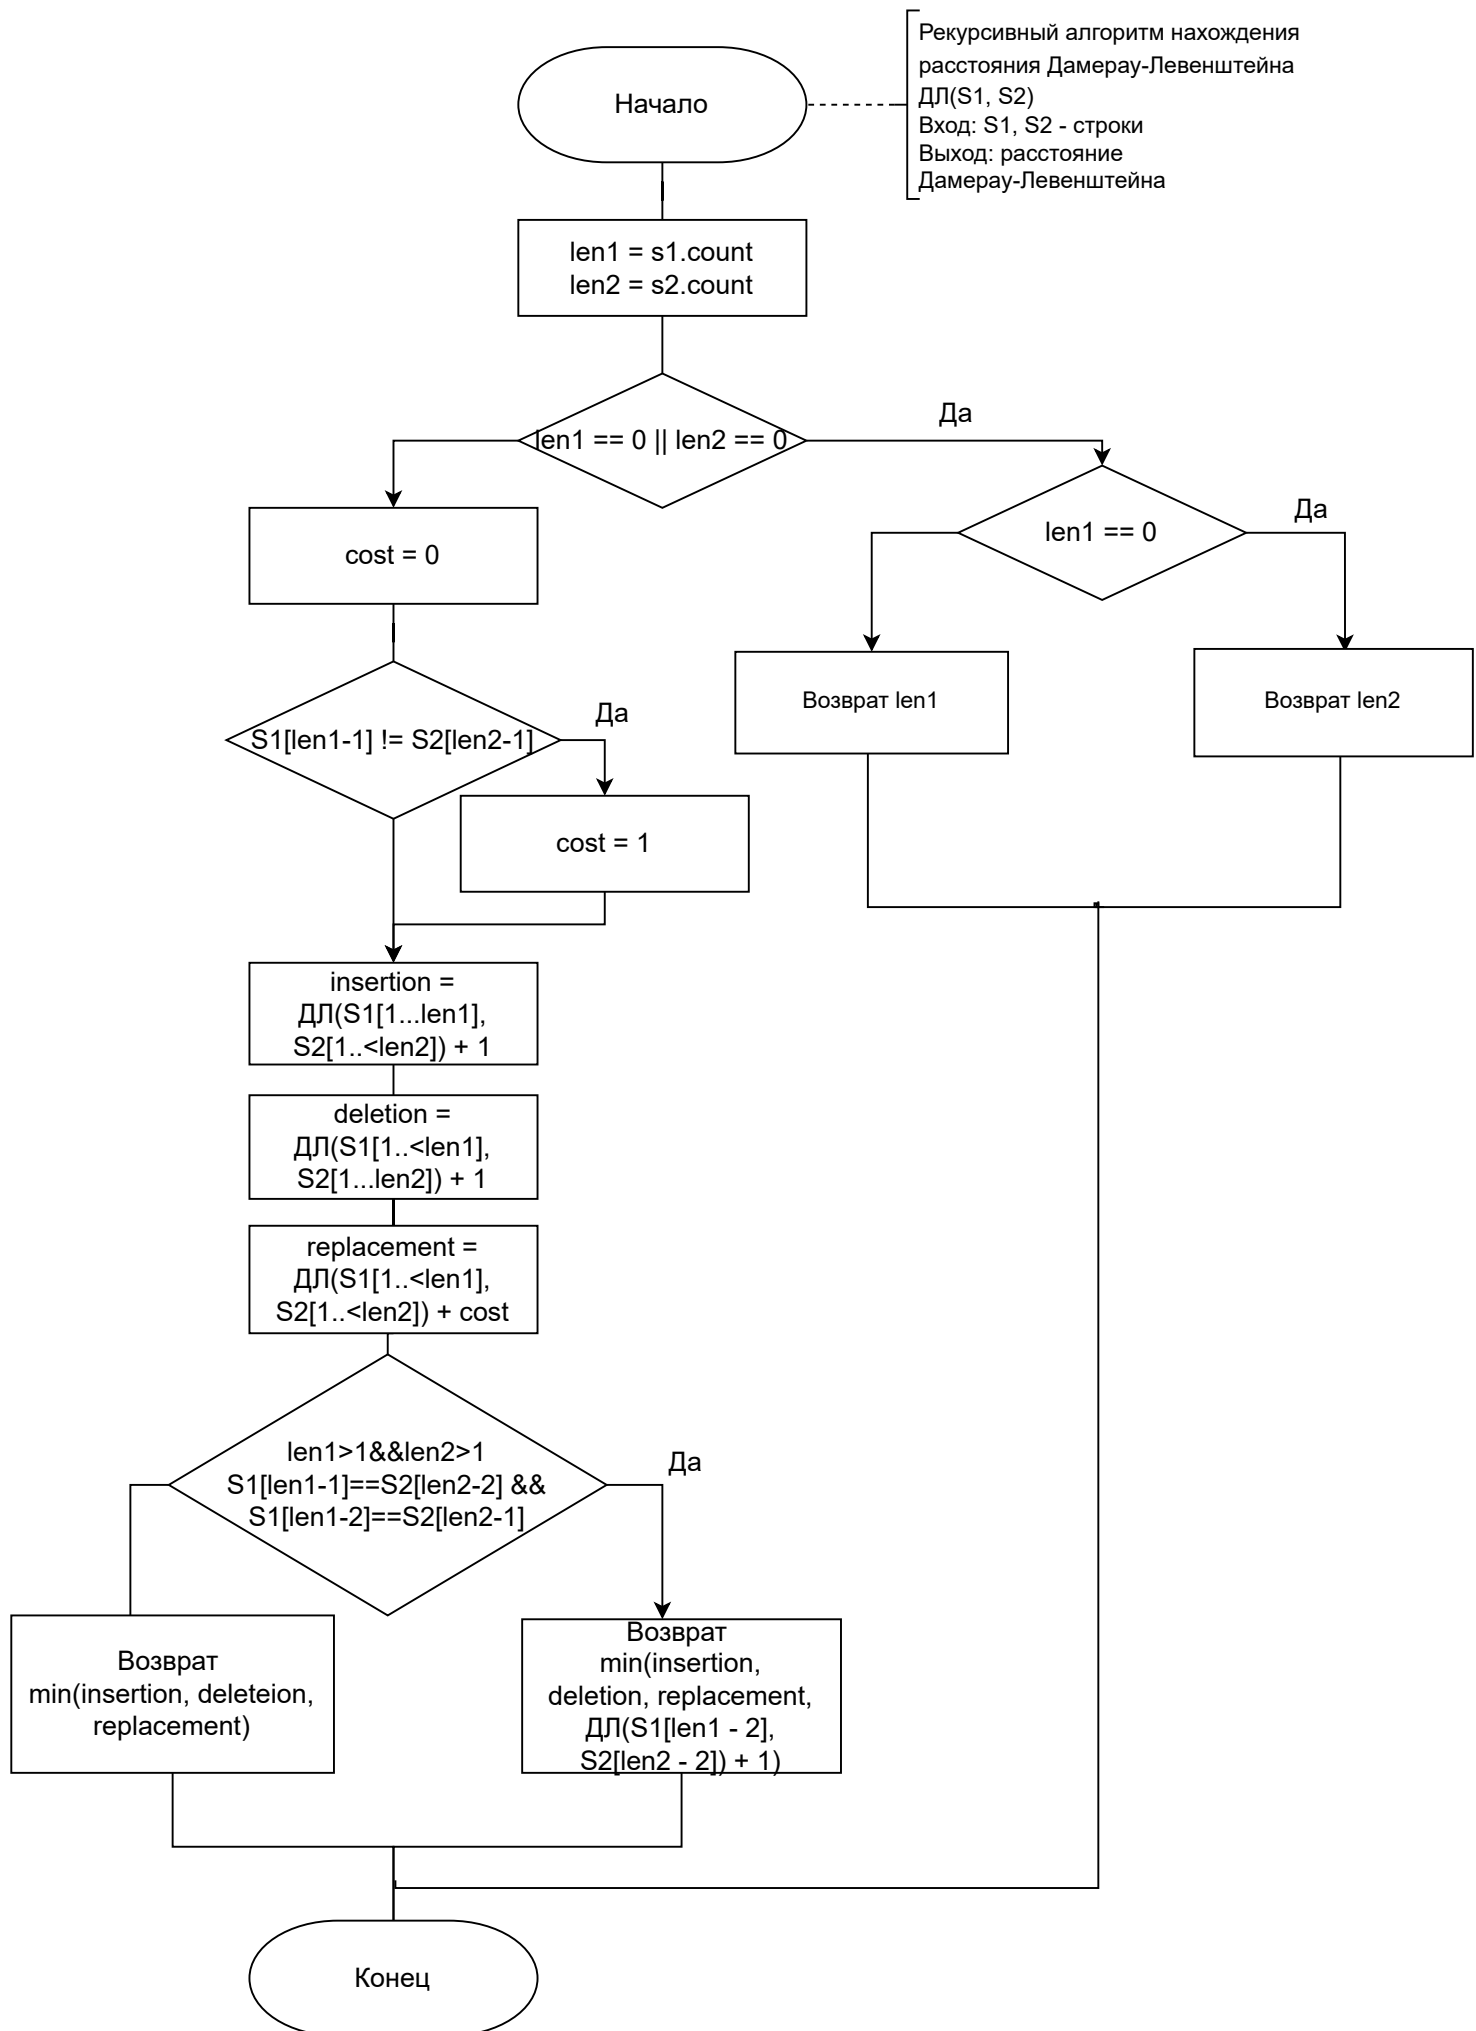 Начало
Рекурсивный алгоритм нахождения
расстояния Дамерау-Левенштейна
ДЛ(S1, S2)
Вход: S1, S2 - строки
Выход: расстояние
Дамерау-Левенштейна
len1 = s1.count
len2 = s2.count
len1 == 0 || len2 == 0
Да
len1 == 0
Да
cost = 0
Возврат len1
Возврат len2
S1[len1-1] != S2[len2-1]
Да
cost = 1
insertion =
ДЛ(S1[1...len1],
S2[1..<len2]) + 1
deletion =
ДЛ(S1[1..<len1],
S2[1...len2]) + 1
replacement =
ДЛ(S1[1..<len1],
S2[1..<len2]) + cost
len1>1&&len2>1
S1[len1-1]==S2[len2-2] &&
S1[len1-2]==S2[len2-1]
Да
Возврат
min(insertion, deleteion,
replacement)
Возврат
min(insertion,
deletion, replacement,
ДЛ(S1[len1 - 2],
S2[len2 - 2]) + 1)
Конец